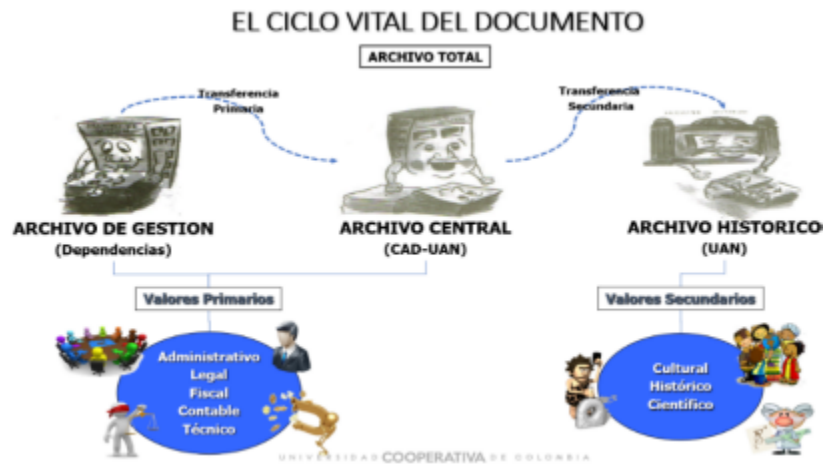 EL CICLO VITAL DEL DOCUMENTO
ARCHIVO TOTAL
Transferencia
Primaria
Transferencia
Secundaria
ARCHIVO DE GESTION
(Dependencias)
ARCHIVO CENTRAL
(CAD-UAN)
ARCHIVO HISTORICO
(UAN)
Valores Primarios
Valores Secundarios
Administrativo
Legal
Fiscal
Contable
Técnico
Cultural
Histórico
Científico
UNIVERSIDAD COOPERATIVA DE COLOMBIA